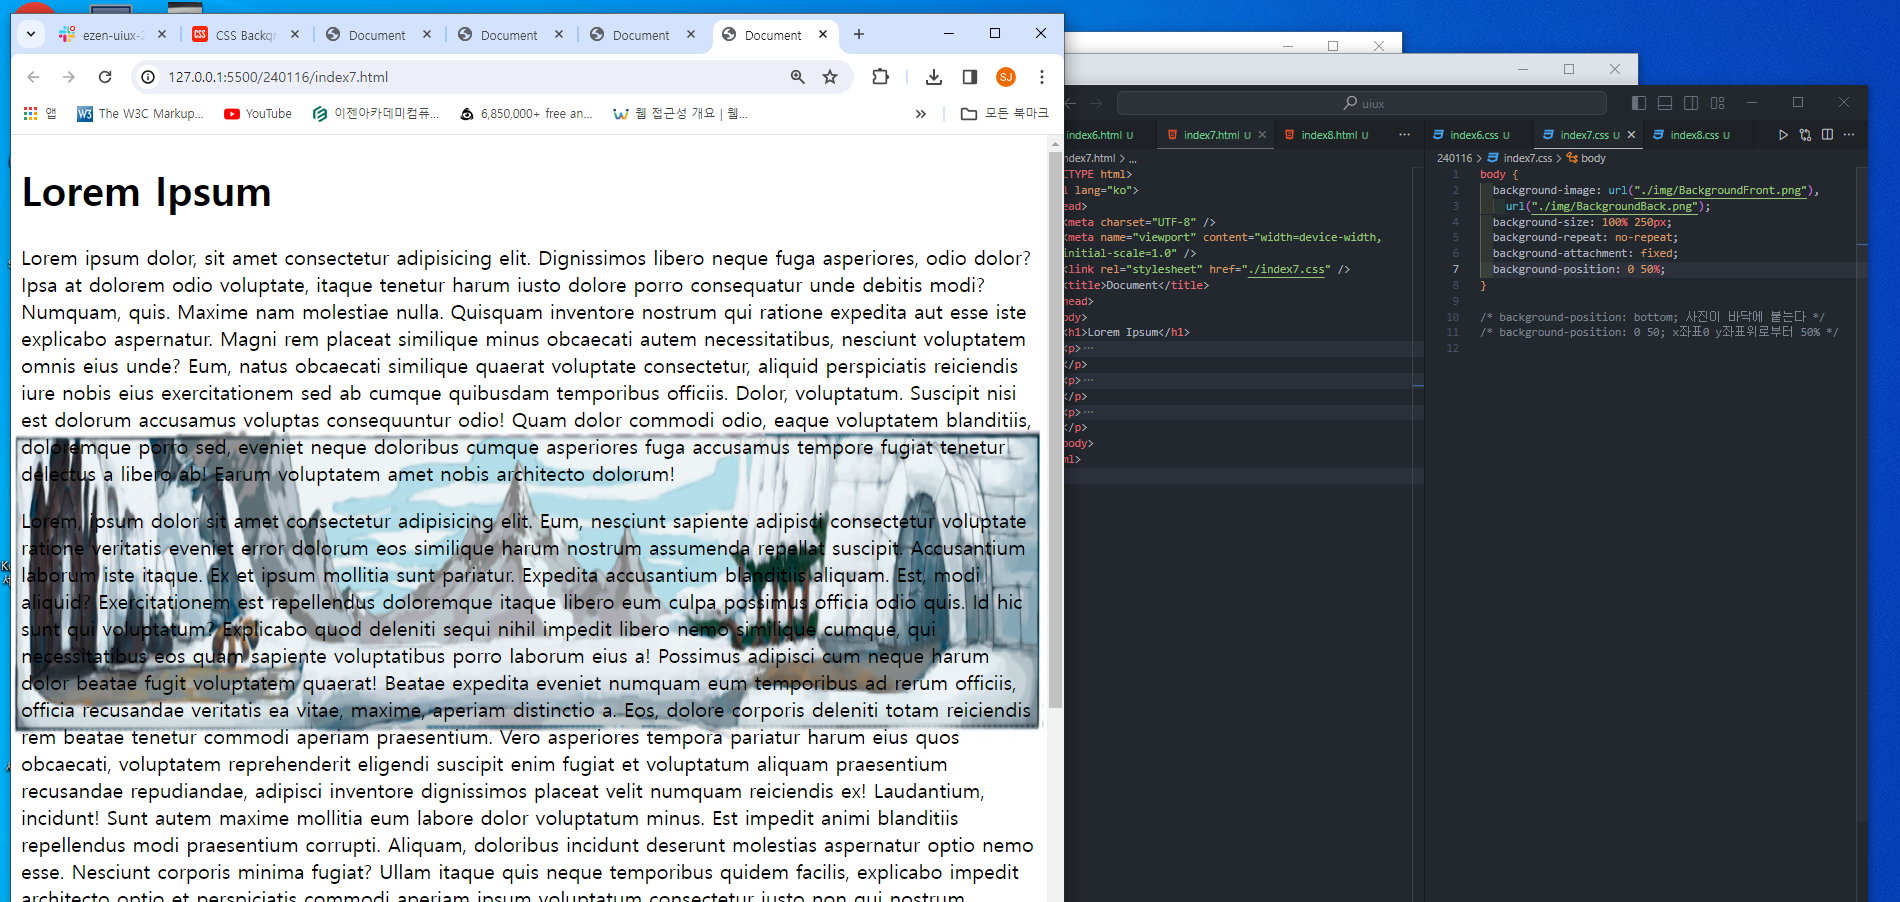 ezen-uiux-2
CSS Backgr
Document
Document
Document
Document
127.0.0.1:5500/240116/index7.html
SJ
앱
The W3C Markup...
YouTube
이젠아카데미컴퓨...
6,850,000+ free an...
웹 접근성 개요 | 웹...
모든 북마크
Lorem Ipsum
Lorem ipsum dolor, sit amet consectetur adipisicing elit. Dignissimos libero neque fuga asperiores, odio dolor?
Ipsa at dolorem odio voluptate, itaque tenetur harum iusto dolore porro consequatur unde debitis modi?
Numquam, quis. Maxime nam molestiae nulla. Quisquam inventore nostrum qui ratione expedita aut esse iste
explicabo aspernatur. Magni rem placeat similique minus obcaecati autem necessitatibus, nesciunt voluptatem
omnis eius unde? Eum, natus obcaecati similique quaerat voluptate consectetur, aliquid perspiciatis reiciendis
iure nobis eius exercitationem sed ab cumque quibusdam temporibus officiis. Dolor, voluptatum. Suscipit nisi
est dolorum accusamus voluptas consequuntur odio! Quam dolor commodi odio, eaque voluptatem blanditiis,
doloremque porro sed, eveniet neque doloribus cumque asperiores fuga accusamus tempore fugiat tenetur
delectus a libero ab! Earum voluptatem amet nobis architecto dolorum!
Lorem, ipsum dolor sit amet consectetur adipisicing elit. Eum, nesciunt sapiente adipisci consectetur voluptate
ratione veritatis eveniet error dolorum eos similique harum nostrum assumenda repellat suscipit. Accusantium
laborum iste itaque. Ex et ipsum mollitia sunt pariatur. Expedita accusantium blanditiis aliquam. Est, modi
aliquid? Exercitationem est repellendus doloremque itaque libero eum culpa possimus officia odio quis. Id hic
sunt qui voluptatum? Explicabo quod deleniti sequi nihil impedit libero nemo similique cumque, qui
necessitatibus eos quam sapiente voluptatibus porro laborum eius a! Possimus adipisci cum neque harum
dolor beatae fugit voluptatem quaerat! Beatae expedita eveniet numquam eum temporibus ad rerum officiis,
officia recusandae veritatis ea vitae, maxime, aperiam distinctio a. Eos, dolore corporis deleniti totam reiciendis
rem beatae tenetur commodi aperiam praesentium. Vero asperiores tempora pariatur harum eius quos
obcaecati, voluptatem reprehenderit eligendi suscipit enim fugiat et voluptatum aliquam praesentium
recusandae repudiandae, adipisci inventore dignissimos placeat velit numquam reiciendis ex! Laudantium,
incidunt! Sunt autem maxime mollitia eum labore dolor voluptatum minus. Est impedit animi blanditiis
repellendus modi praesentium corrupti. Aliquam, doloribus incidunt deserunt molestias aspernatur optio nemo
esse. Nesciunt corporis minima fugiat? Ullam itaque quis neque temporibus quidem facilis, explicabo impedit
architecto optio et perspiciatis commodi aperiam ipsum voluptatum consectetur iusto non qui nostrum
uiux
index6.html U
index7.html U
index8.html U
ndex7.html > ...
CTYPE html>
l lang="ko">
ead>
<meta charset="UTF-8" />
<meta name="viewport" content="width=device-width,
initial-scale=1.0" />
<link rel="stylesheet" href="./index7.css" />
<title>Document</title>
head>
ody>
<h1>Lorem Ipsum</h1>
<p>…
</p>
<p>…
</p>
<p>…
</p>
body>
ml>
index6.css U
index7.css U
index8.css U
240116 > index7.css > body
1 body {
2 background-image: url("./img/BackgroundFront.png"),
3 url("./img/BackgroundBack.png");
4 background-size: 100% 250px;
5 background-repeat: no-repeat;
6 background-attachment: fixed;
7 background-position: 0 50%;
8 }
9
10 /* background-position: bottom; 사진이 바닥에 붙는다 */
11 /* background-position: 0 50; x좌표0 y좌표위로부터 50% */
12